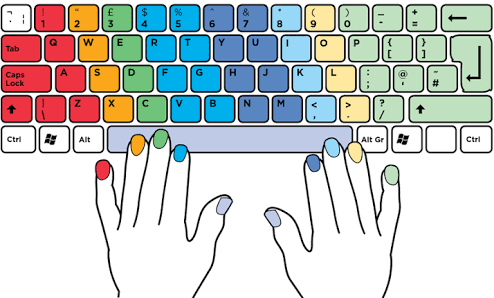 ¬ ¦ ` ! 1 " 2 £ 3 $ 4 % 5 ^ 6 & 7 * 8 ( 9 ) 0 _ - + =
Tab Q W E R T Y U I O P { [ } ]
Caps Lock A S D F G H J K L : ; @ ' ~ #
| \ Z X C V B N M < , > . ? /
Ctrl Alt Alt Gr Ctrl